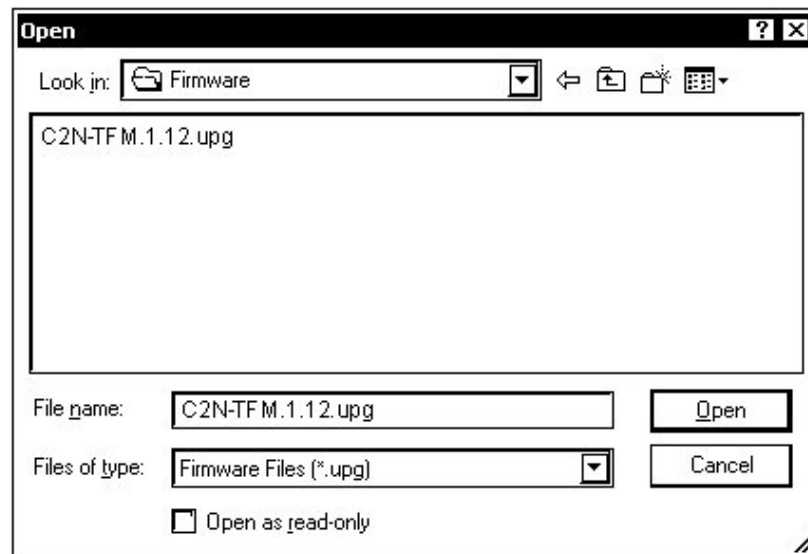 Open
Look in: Firmware
C2N-TFM.1.12.upg
File name: C2N-TFM.1.12.upg Open
Files of type: Firmware Files (*.upg) Cancel
Open as read-only